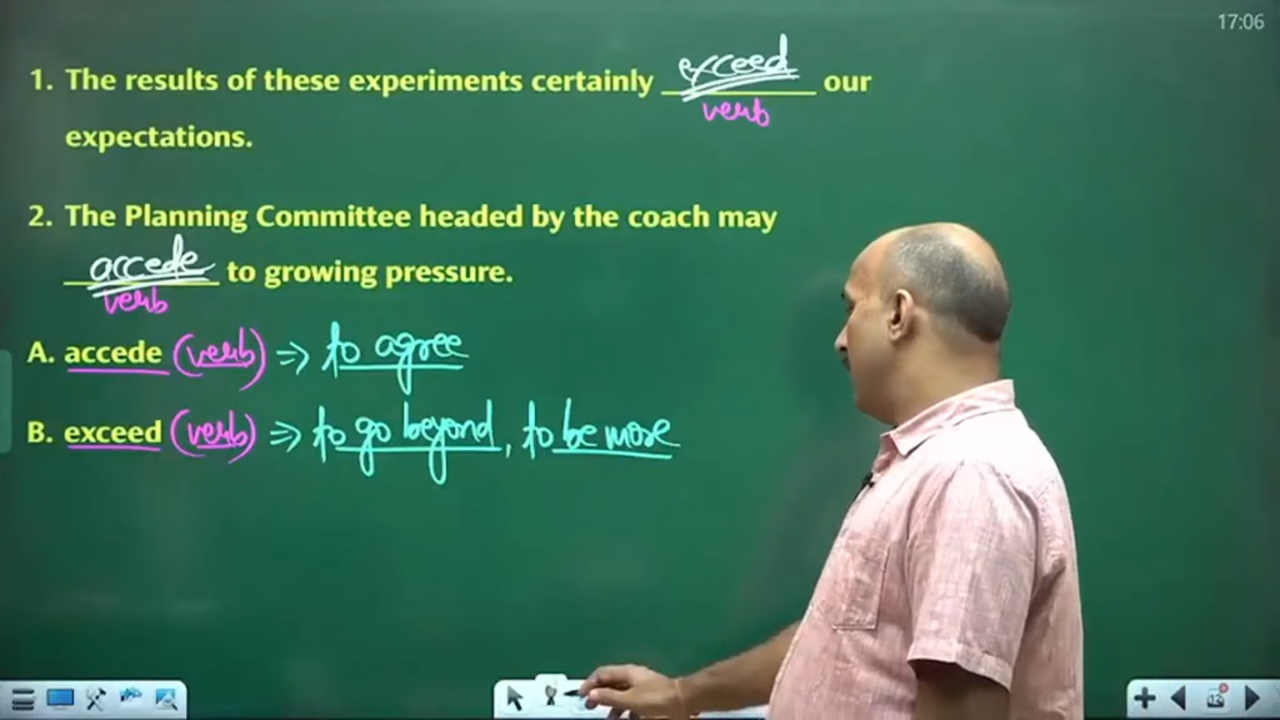 17:06
exceed
1. The results of these experiments certainly ________ our
verb
expectations.
2. The Planning Committee headed by the coach may
accede
________ to growing pressure.
verb
A. accede (verb) ⇒ to agree
B. exceed (verb) ⇒ to go beyond, to be more